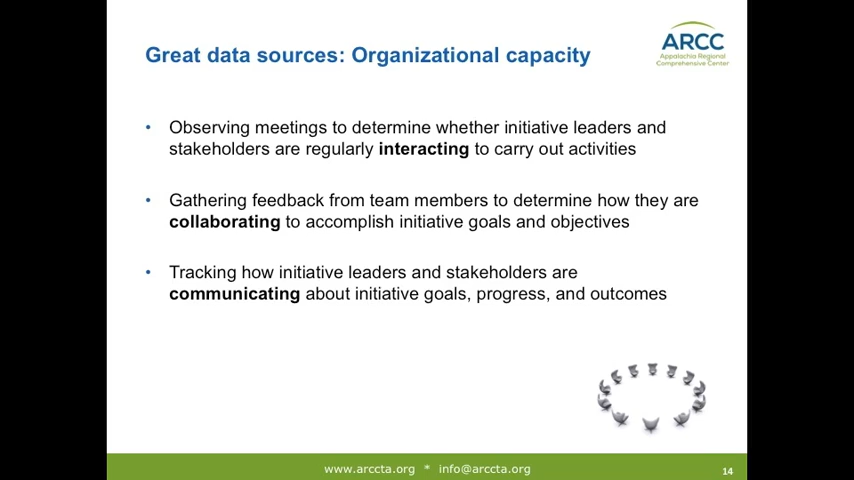 Great data sources: Organizational capacity
ARCC
Appalachia Regional
Comprehensive Center
• Observing meetings to determine whether initiative leaders and
stakeholders are regularly interacting to carry out activities
• Gathering feedback from team members to determine how they are
collaborating to accomplish initiative goals and objectives
• Tracking how initiative leaders and stakeholders are
communicating about initiative goals, progress, and outcomes
www.arccta.org * info@arccta.org
14